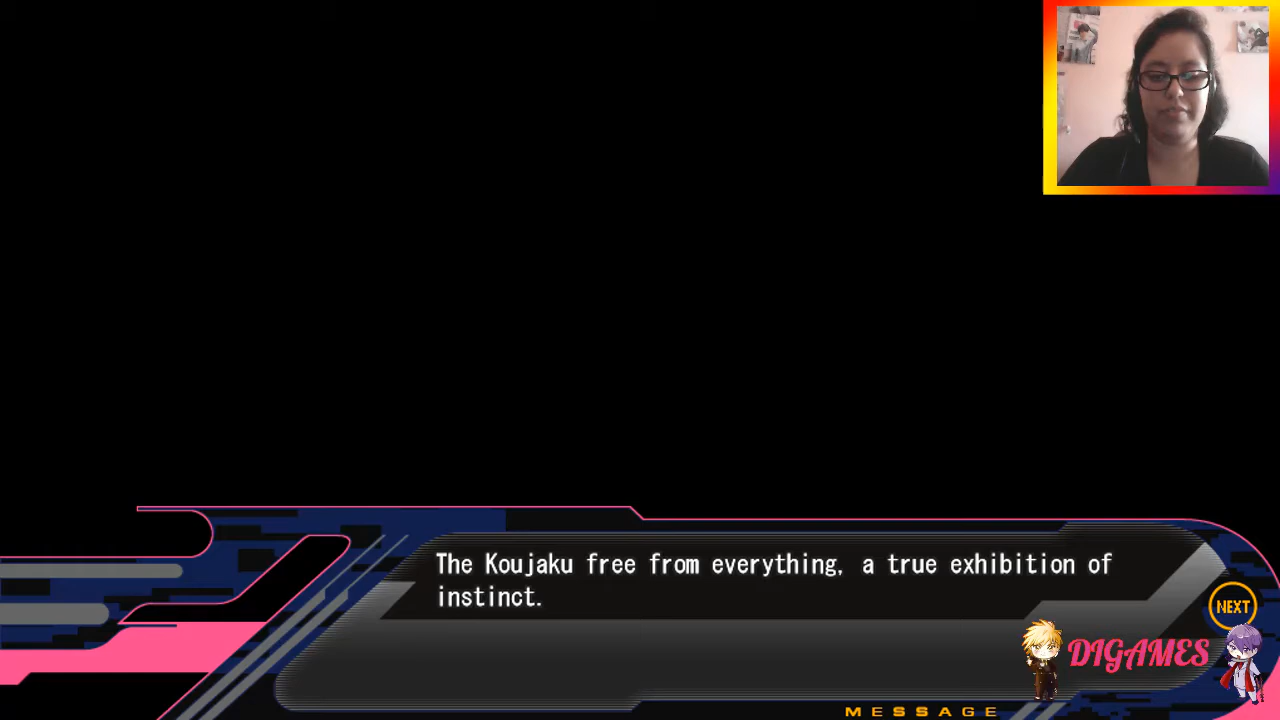 The Koujaku free from everything, a true exhibition of
instinct.
NEXT
DIGAMES
MESSAGE